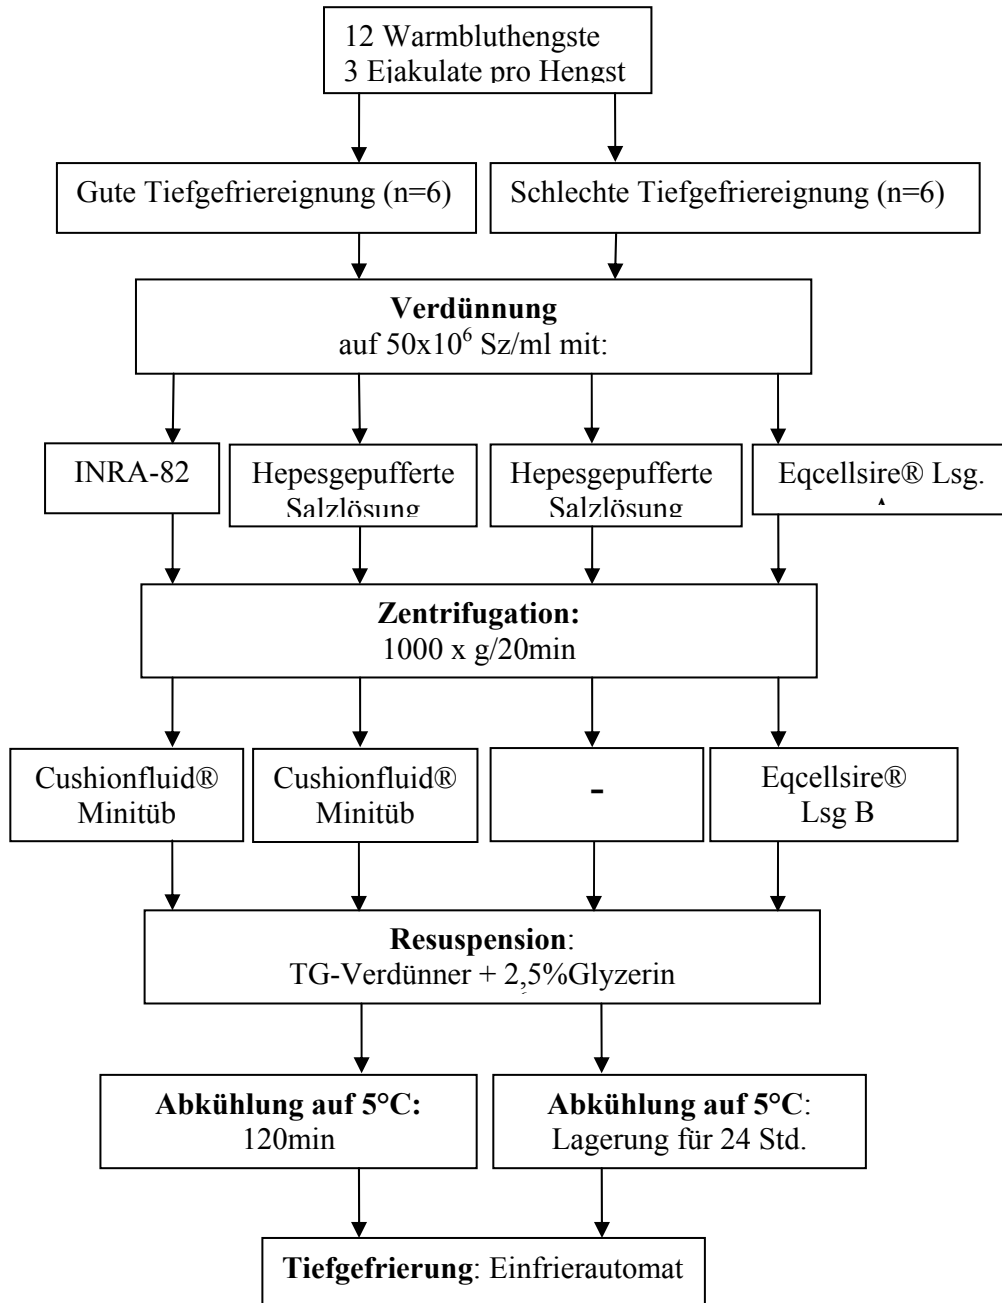 12 Warmbluthengste
3 Ejakulate pro Hengst
Gute Tiefgefriereignung (n=6)
Schlechte Tiefgefriereignung (n=6)
Verdünnung
auf 50x10⁶ Sz/ml mit:
INRA-82
Hepesgepufferte
Salzlösung
Hepesgepufferte
Salzlösung
Eqcellsire® Lsg.
Zentrifugation:
1000 x g/20min
Cushionfluid®
Minitüb
Cushionfluid®
Minitüb
-
Eqcellsire®
Lsg B
Resuspension:
TG-Verdünner + 2,5%Glyzerin
Abkühlung auf 5°C:
120min
Abkühlung auf 5°C:
Lagerung für 24 Std.
Tiefgefrierung: Einfrierautomat